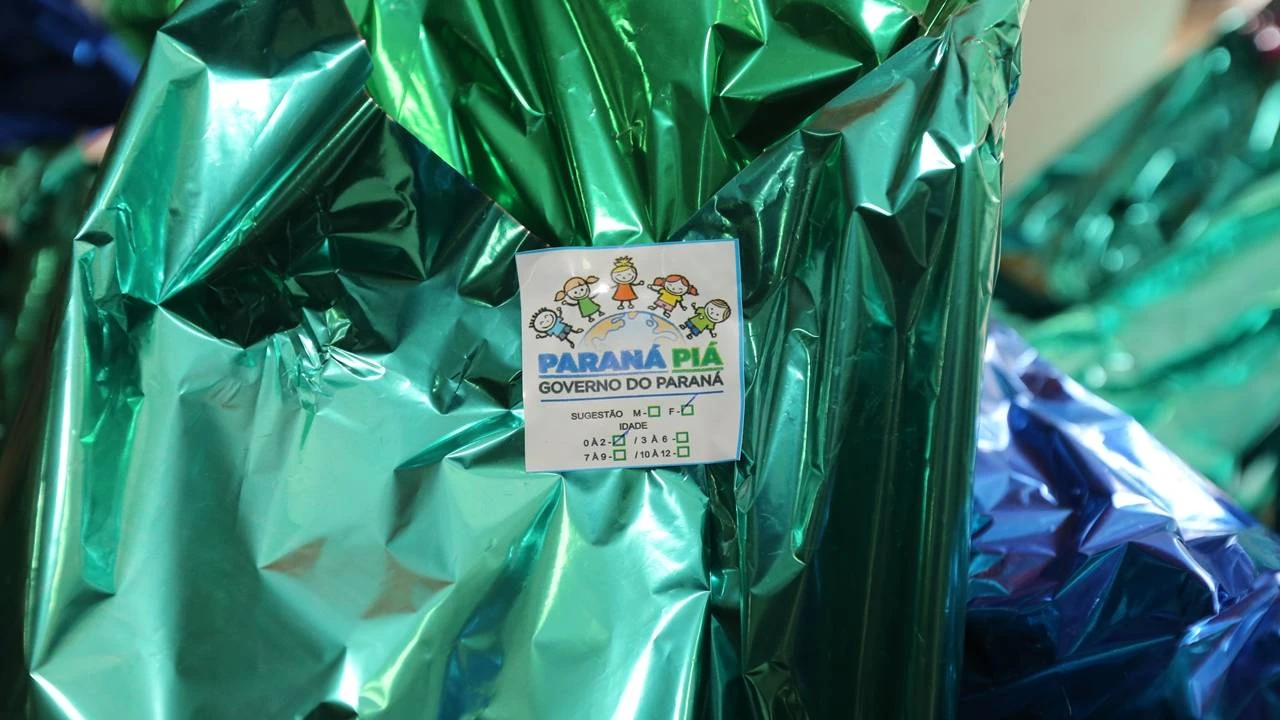 PARANÁ PIÁ
GOVERNO DO PARANÁ
SUGESTÃO M- F-
IDADE
0 À 2- / 3 À 6 -
7 À 9 - / 10 À 12 -